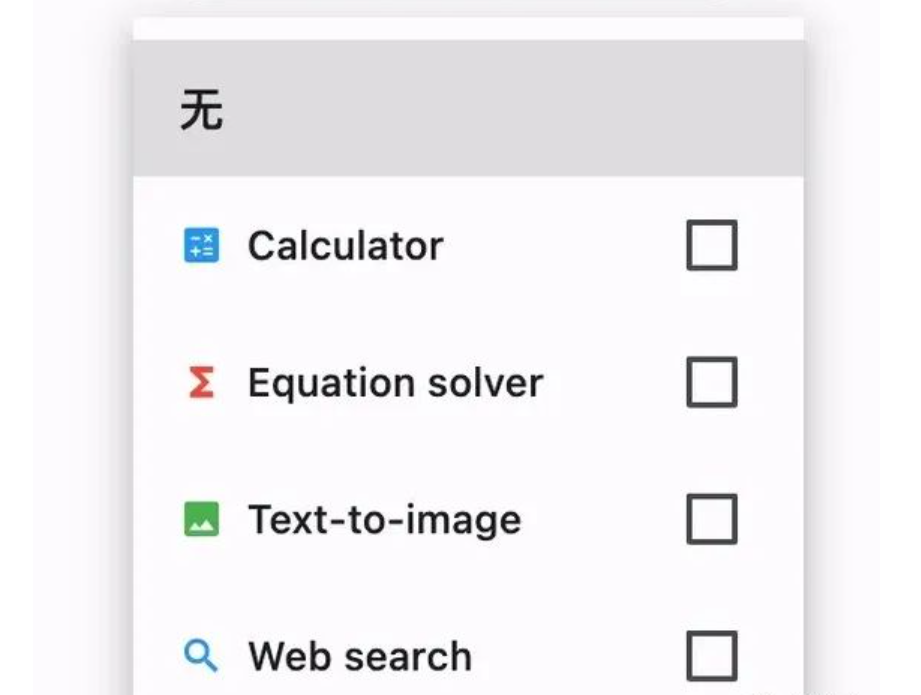 无
Calculator
Equation solver
Text-to-image
Web search